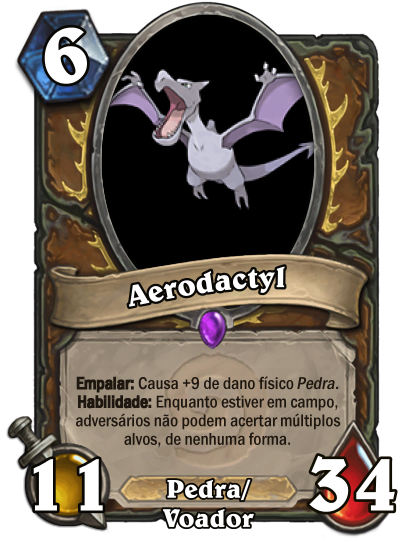 6
Aerodactyl
Empalar: Causa +9 de dano físico Pedra.
Habilidade: Enquanto estiver em campo,
adversários não podem acertar múltiplos
alvos, de nenhuma forma.
11
Pedra/
Voador
34